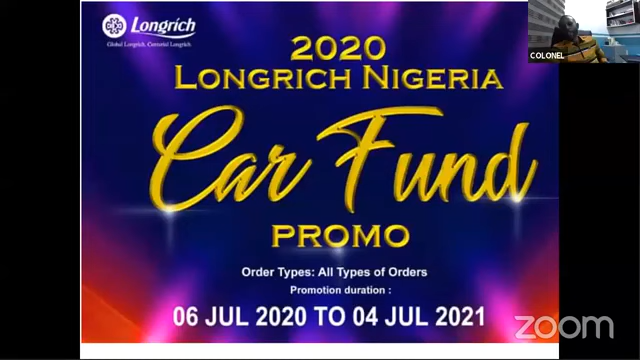 Longrich
Global Longrich, Centurial Longrich.
2020
LONGRICH NIGERIA
Car Fund
PROMO
Order Types: All Types of Orders
Promotion duration :
06 JUL 2020 TO 04 JUL 2021
COLONEL
zoom